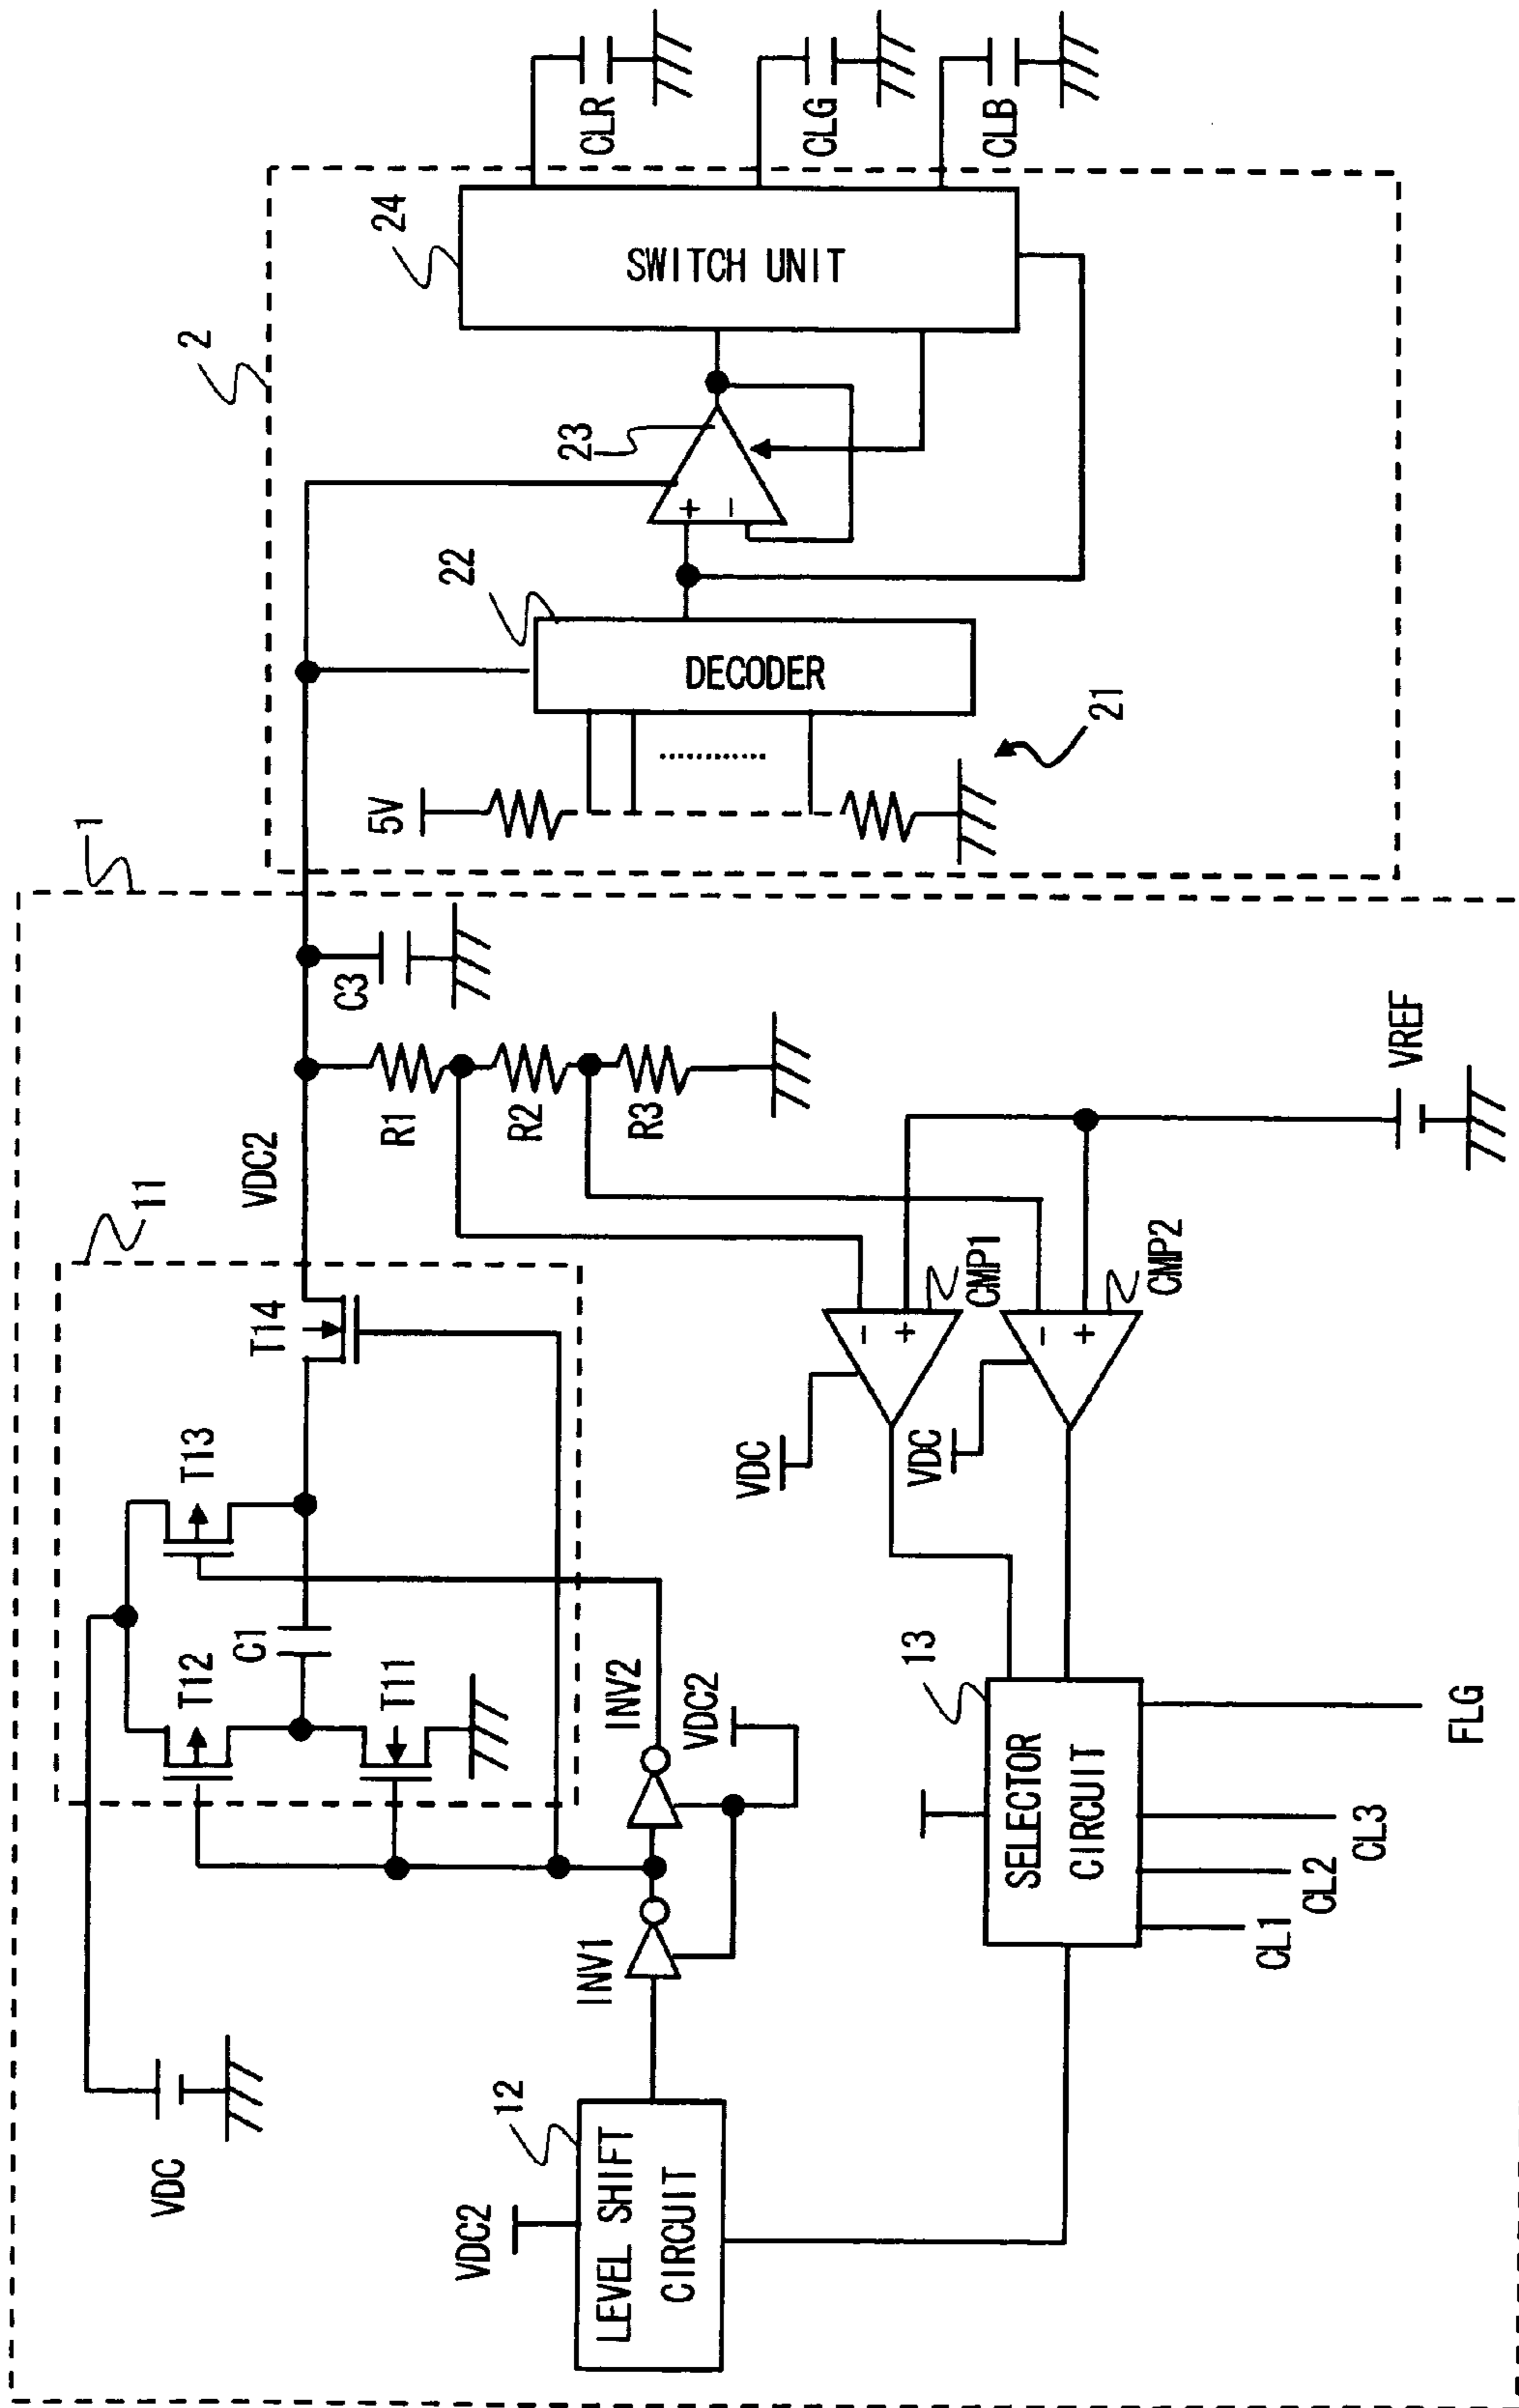 1
2
11
VDC
T12
T13
C1
T11
T14
VDC2
C3
R1
R2
R3
VDC2
12
LEVEL SHIFT
CIRCUIT
INV1
INV2
VDC2
VDC
-
+
CMP1
VDC
-
+
CMP2
VREF
13
SELECTOR
CIRCUIT
CL1
CL2
CL3
FLG
5V
21
22
DECODER
23
+
-
24
SWITCH UNIT
CLR
CLG
CLB